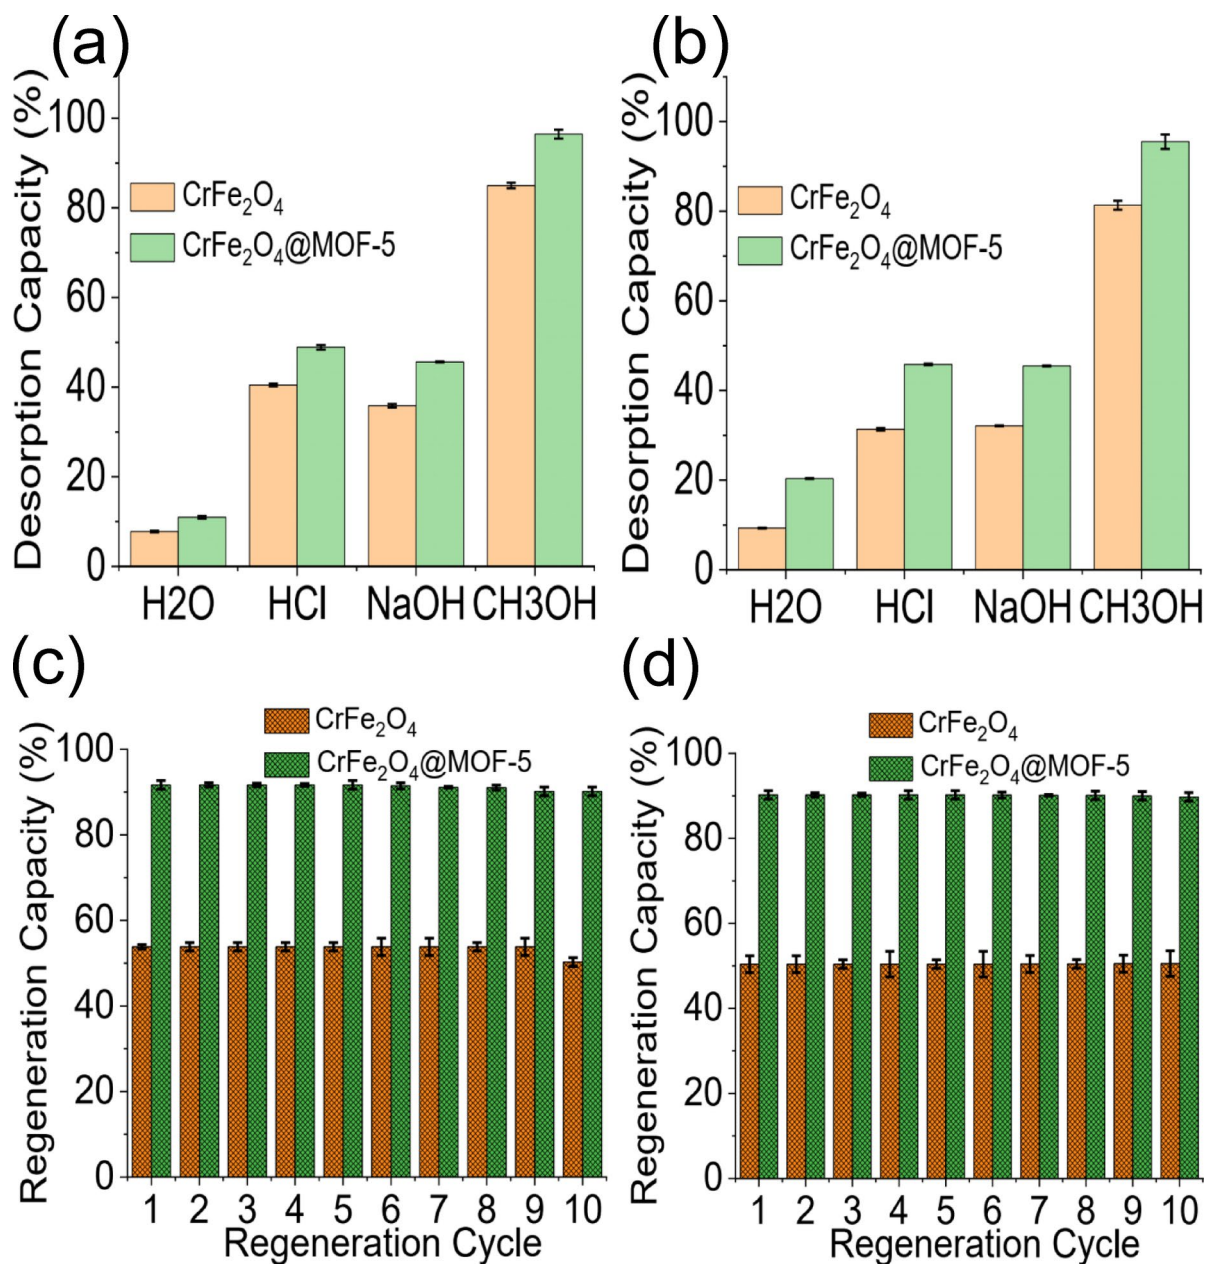 (a)
Desorption Capacity (%)
100
80
60
40
20
0
CrFe₂O₄
CrFe₂O₄@MOF-5
H2O HCl NaOH CH3OH
(b)
Desorption Capacity (%)
100
80
60
40
20
0
CrFe₂O₄
CrFe₂O₄@MOF-5
H2O HCl NaOH CH3OH
(c)
Regeneration Capacity (%)
CrFe₂O₄
CrFe₂O₄@MOF-5
100
80
60
40
20
0
1 2 3 4 5 6 7 8 9 10
Regeneration Cycle
(d)
Regeneration Capacity (%)
CrFe₂O₄
CrFe₂O₄@MOF-5
100
80
60
40
20
0
1 2 3 4 5 6 7 8 9 10
Regeneration Cycle